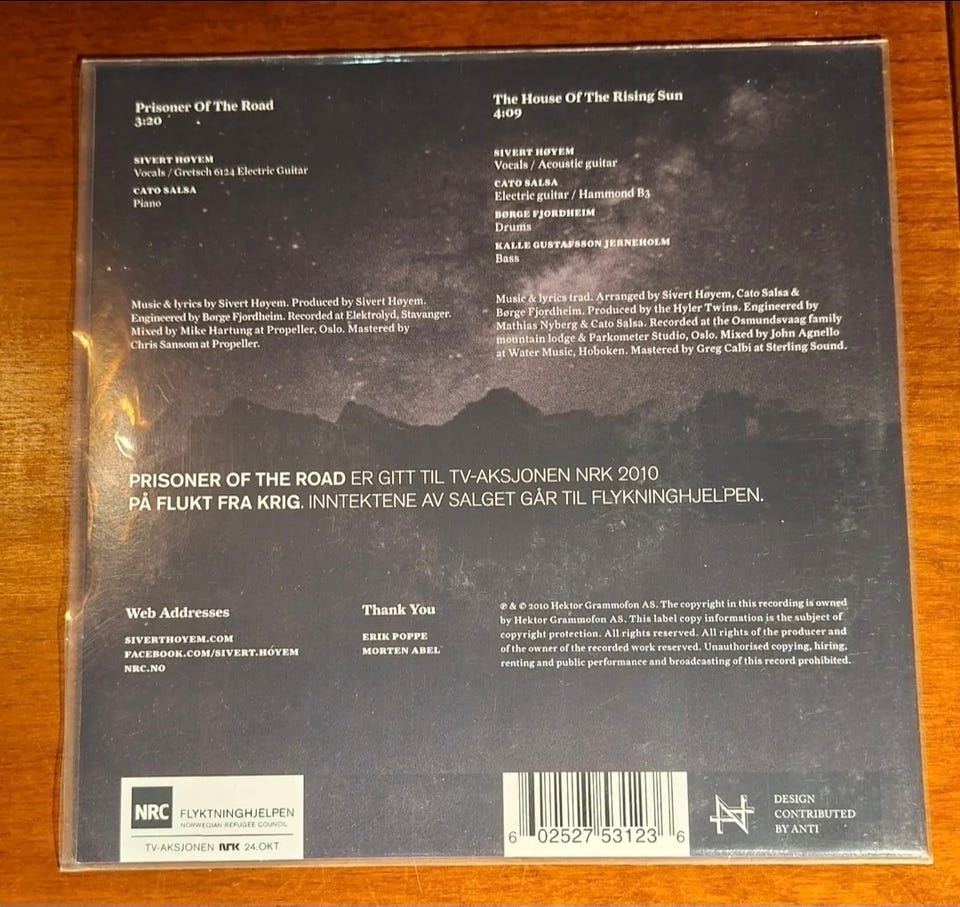 Prisoner Of The Road
3:20
SIVERT HØYEM
Vocals / Gretsch 6124 Electric Guitar
CATO SALSA
Piano
Music & lyrics by Sivert Høyem. Produced by Sivert Høyem.
Engineered by Børge Fjordheim. Recorded at Elektrolyd, Stavanger.
Mixed by Mike Hartung at Propeller, Oslo. Mastered by
Chris Sansom at Propeller.
The House Of The Rising Sun
4:09
SIVERT HØYEM
Vocals / Acoustic guitar
CATO SALSA
Electric guitar / Hammond B3
BØRGE FJORDHEIM
Drums
KALLE GUSTAFSSON JERNEHOLM
Bass
Music & lyrics trad. Arranged by Sivert Høyem, Cato Salsa &
Børge Fjordheim. Produced by the Hyler Twins. Engineered by
Mathias Nyberg & Cato Salsa. Recorded at the Osmundsvaag family
mountain lodge & Parkometer Studio, Oslo. Mixed by John Agnello
at Water Music, Hoboken. Mastered by Greg Calbi at Sterling Sound.
PRISONER OF THE ROAD ER GITT TIL TV-AKSJONEN NRK 2010
PÅ FLUKT FRA KRIG. INNTEKTENE AV SALGET GÅR TIL FLYKNINGHJELPEN.
Web Addresses
SIVERTHOYEM.COM
FACEBOOK.COM/SIVERT.HÖYEM
NRC.NO
Thank You
ERIK POPPE
MORTEN ABEL
℗ & © 2010 Hektor Grammofon AS. The copyright in this recording is owned
by Hektor Grammofon AS. This label copy information is the subject of
copyright protection. All rights reserved. All rights of the producer and
of the owner of the recorded work reserved. Unauthorised copying, hiring,
renting and public performance and broadcasting of this record prohibited.
NRC FLYKTNINGHJELPEN
NORWEGIAN REFUGEE COUNCIL
TV-AKSJONEN NRK 24.OKT
6 02527 53123 6
DESIGN
CONTRIBUTED
BY ANTI